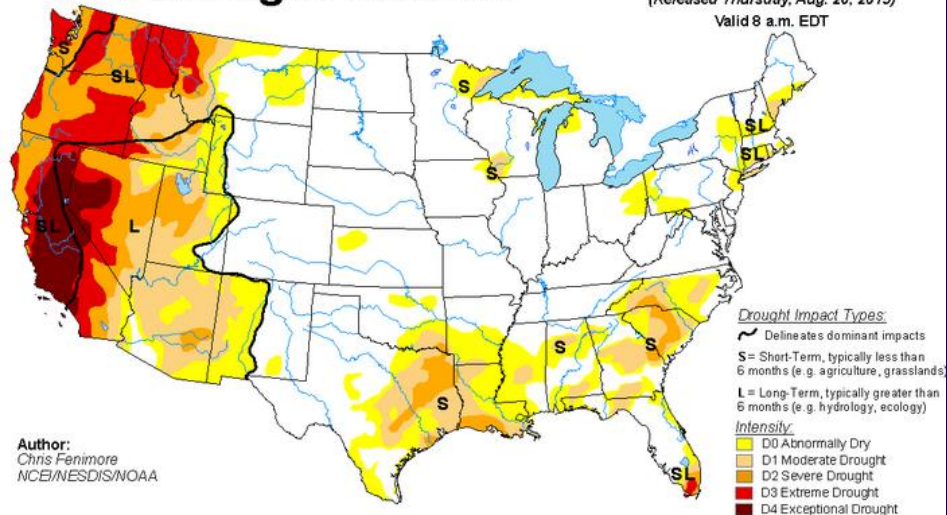 (Released Thursday, Aug. 20, 2015)
Valid 8 a.m. EDT
S
SL
SL
L
S
S
S
S
S
SL
SL
SL
Drought Impact Types:
Delineates dominant impacts
S = Short-Term, typically less than
6 months (e.g. agriculture, grasslands)
L = Long-Term, typically greater than
6 months (e.g. hydrology, ecology)
Intensity:
D0 Abnormally Dry
D1 Moderate Drought
D2 Severe Drought
D3 Extreme Drought
D4 Exceptional Drought
Author:
Chris Fenimore
NCEI/NESDIS/NOAA